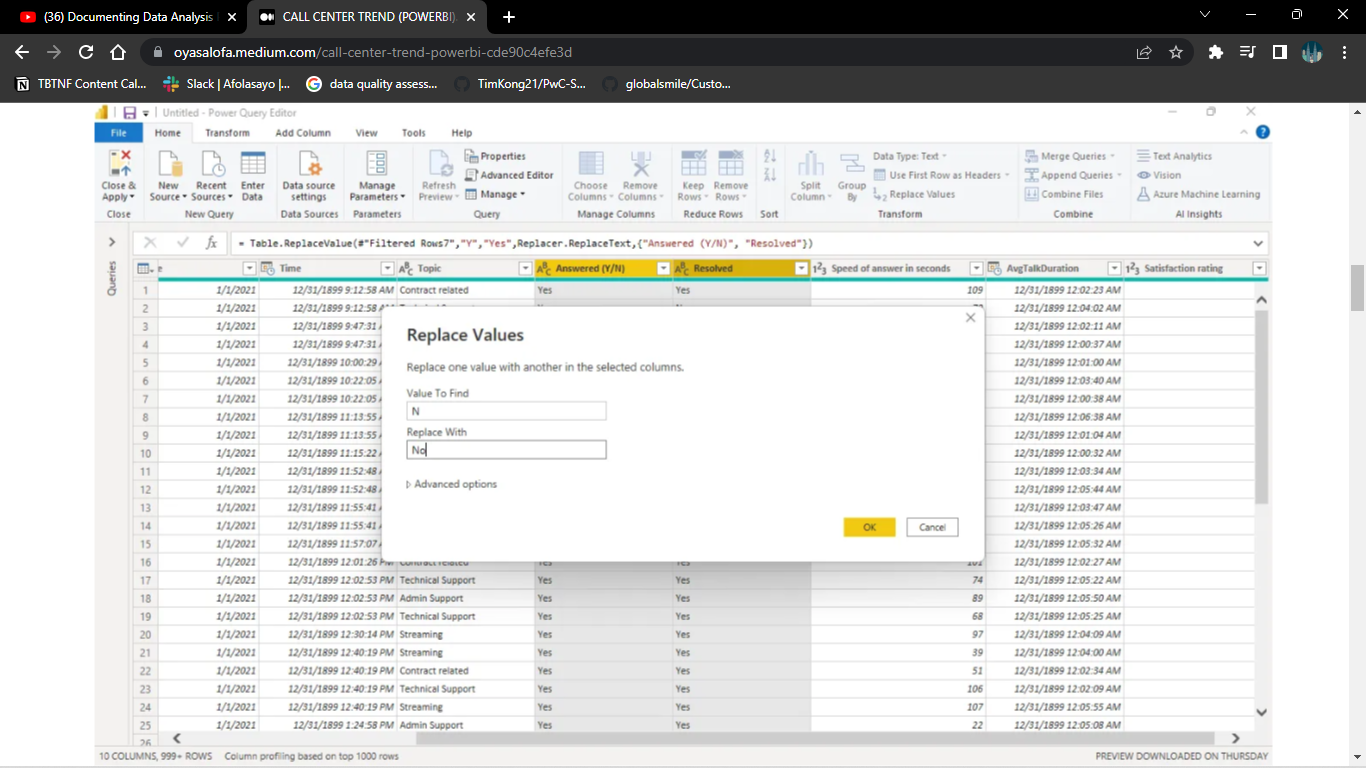 (36) Documenting Data Analysis
CALL CENTER TREND (POWERBI)
oyasalofa.medium.com/call-center-trend-powerbi-cde90c4efe3d
TBTNF Content Cal...
Slack | Afolasayo |...
data quality assess...
TimKong21/PwC-S...
globalsmile/Custo...
Untitled - Power Query Editor
File Home Transform Add Column View Tools Help
Close & Apply
New Source
Recent Sources
Enter Data
Data source settings
Manage Parameters
Refresh Preview
Properties
Advanced Editor
Manage
Choose Columns
Remove Columns
Keep Rows
Remove Rows
Split Column
Group By
Data Type: Text
Use First Row as Headers
Replace Values
Merge Queries
Append Queries
Combine Files
Text Analytics
Vision
Azure Machine Learning
Close New Query Data Sources Parameters Query Manage Columns Reduce Rows Sort Transform Combine AI Insights
fx = Table.ReplaceValue(#"Filtered Rows7","Y","Yes",Replacer.ReplaceText,{"Answered (Y/N)", "Resolved"})
Queries
e Time Topic Answered (Y/N) Resolved Speed of answer in seconds AvgTalkDuration Satisfaction rating
1 1/1/2021 12/31/1899 9:12:58 AM Contract related Yes Yes 109 12/31/1899 12:02:23 AM
2 1/1/2021 12/31/1899 9:12:58 12/31/1899 12:04:02 AM
3 1/1/2021 12/31/1899 9:47:31 12/31/1899 12:02:11 AM
4 1/1/2021 12/31/1899 9:47:31 12/31/1899 12:00:37 AM
5 1/1/2021 12/31/1899 10:00:29 12/31/1899 12:01:00 AM
6 1/1/2021 12/31/1899 10:22:05 12/31/1899 12:03:40 AM
7 1/1/2021 12/31/1899 10:22:05 12/31/1899 12:00:38 AM
8 1/1/2021 12/31/1899 11:13:55 12/31/1899 12:06:38 AM
9 1/1/2021 12/31/1899 11:13:55 12/31/1899 12:01:04 AM
10 1/1/2021 12/31/1899 11:15:22 12/31/1899 12:00:32 AM
11 1/1/2021 12/31/1899 11:52:48 12/31/1899 12:03:34 AM
12 1/1/2021 12/31/1899 11:52:48 12/31/1899 12:05:44 AM
13 1/1/2021 12/31/1899 11:55:41 12/31/1899 12:03:47 AM
14 1/1/2021 12/31/1899 11:55:41 12/31/1899 12:05:26 AM
15 1/1/2021 12/31/1899 11:57:07 12/31/1899 12:05:32 AM
16 1/1/2021 12/31/1899 12:01:26 PM Contract related Yes Yes 12/31/1899 12:02:27 AM
17 1/1/2021 12/31/1899 12:02:53 PM Technical Support Yes Yes 74 12/31/1899 12:05:22 AM
18 1/1/2021 12/31/1899 12:02:53 PM Admin Support Yes Yes 89 12/31/1899 12:05:50 AM
19 1/1/2021 12/31/1899 12:02:53 PM Technical Support Yes Yes 68 12/31/1899 12:05:25 AM
20 1/1/2021 12/31/1899 12:30:14 PM Streaming Yes Yes 97 12/31/1899 12:04:09 AM
21 1/1/2021 12/31/1899 12:40:19 PM Streaming Yes Yes 39 12/31/1899 12:04:00 AM
22 1/1/2021 12/31/1899 12:40:19 PM Contract related Yes Yes 51 12/31/1899 12:02:34 AM
23 1/1/2021 12/31/1899 12:40:19 PM Technical Support Yes Yes 106 12/31/1899 12:02:09 AM
24 1/1/2021 12/31/1899 12:40:19 PM Streaming Yes Yes 107 12/31/1899 12:05:55 AM
25 1/1/2021 12/31/1899 1:24:58 PM Admin Support Yes Yes 22 12/31/1899 12:05:08 AM
26
Replace Values
Replace one value with another in the selected columns.
Value To Find
N
Replace With
No
Advanced options
OK Cancel
10 COLUMNS, 999+ ROWS Column profiling based on top 1000 rows PREVIEW DOWNLOADED ON THURSDAY